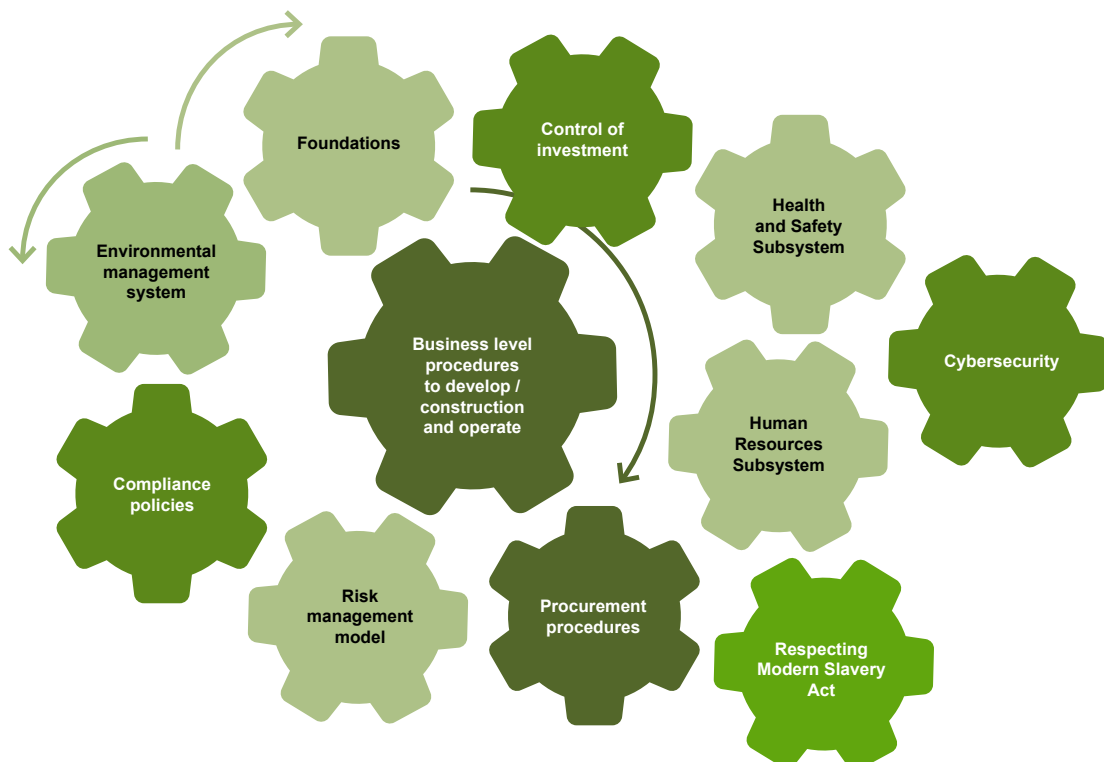 Foundations
Control of
investment
Health
and Safety
Subsystem
Environmental
management
system
Business level
procedures
to develop /
construction
and operate
Cybersecurity
Human
Resources
Subsystem
Compliance
policies
Risk
management
model
Procurement
procedures
Respecting
Modern Slavery
Act